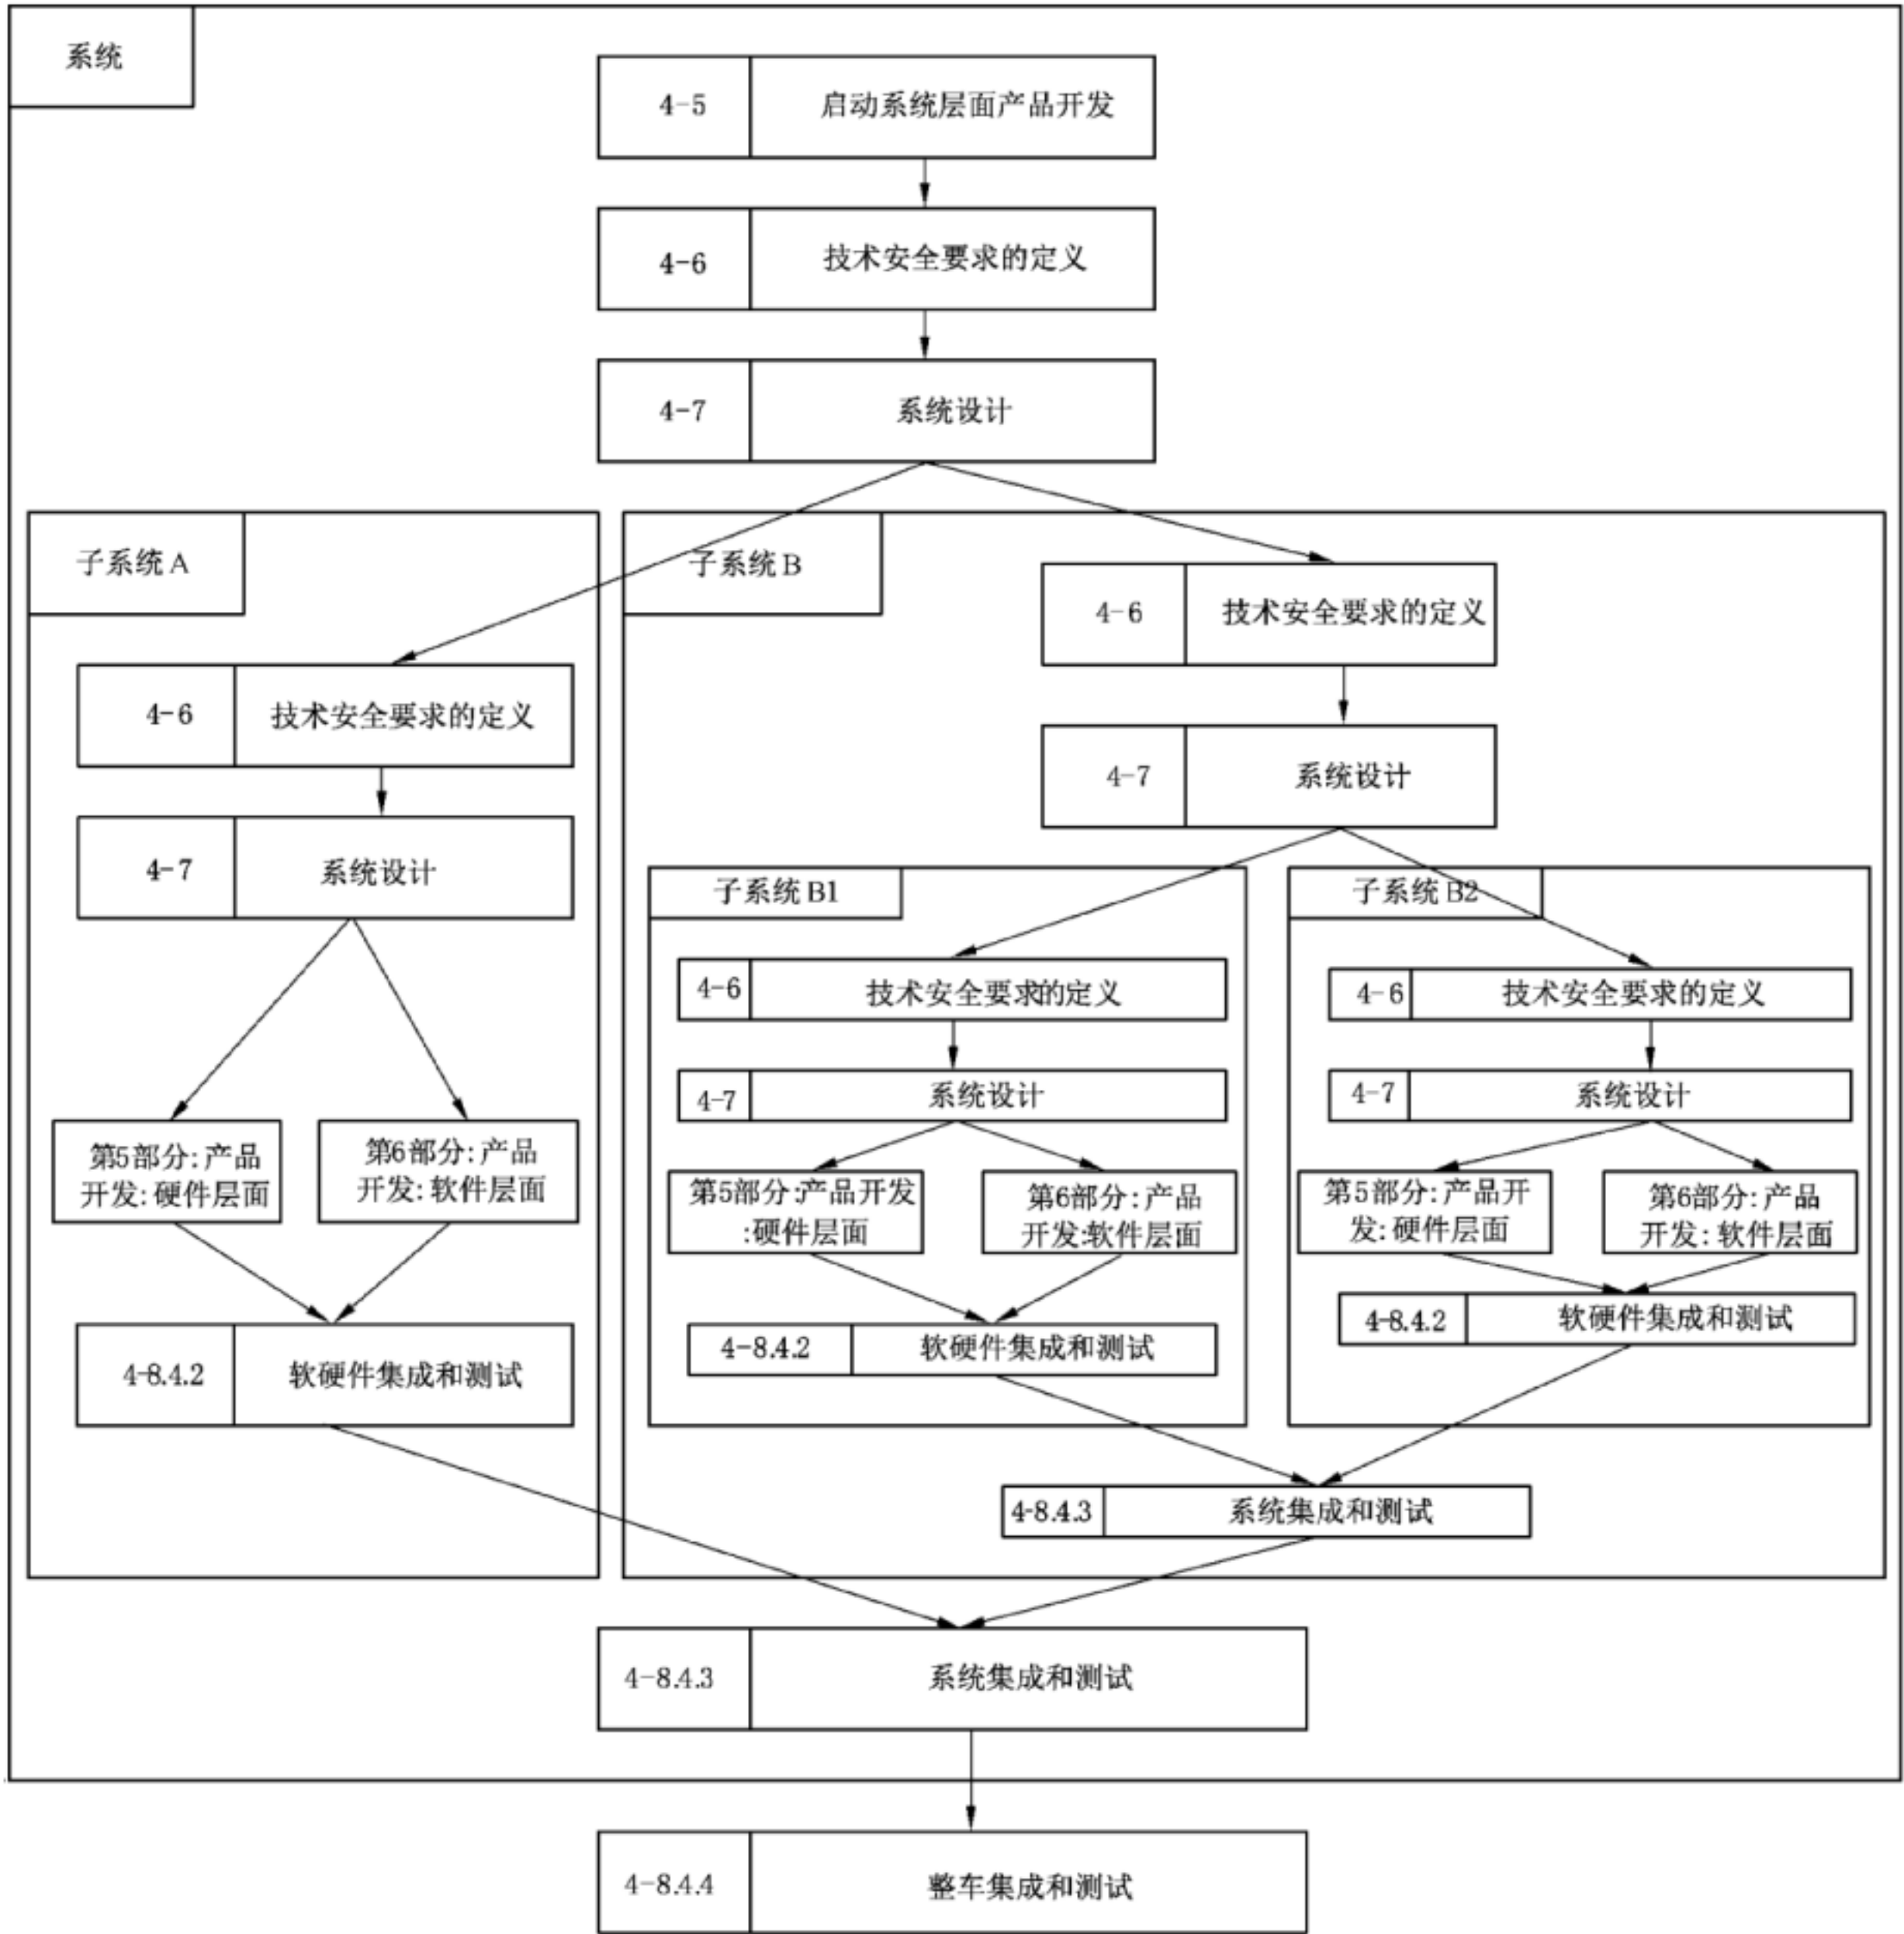 系统
4-5 启动系统层面产品开发
4-6 技术安全要求的定义
4-7 系统设计
子系统A
4-6 技术安全要求的定义
4-7 系统设计
第5部分:产品
开发:硬件层面
第6部分:产品
开发:软件层面
4-8.4.2 软硬件集成和测试
子系统B
4-6 技术安全要求的定义
4-7 系统设计
子系统B1
4-6 技术安全要求的定义
4-7 系统设计
第5部分:产品开发
:硬件层面
第6部分:产品
开发:软件层面
4-8.4.2 软硬件集成和测试
子系统B2
4-6 技术安全要求的定义
4-7 系统设计
第5部分:产品开
发:硬件层面
第6部分:产品
开发:软件层面
4-8.4.2 软硬件集成和测试
4-8.4.3 系统集成和测试
4-8.4.3 系统集成和测试
4-8.4.4 整车集成和测试